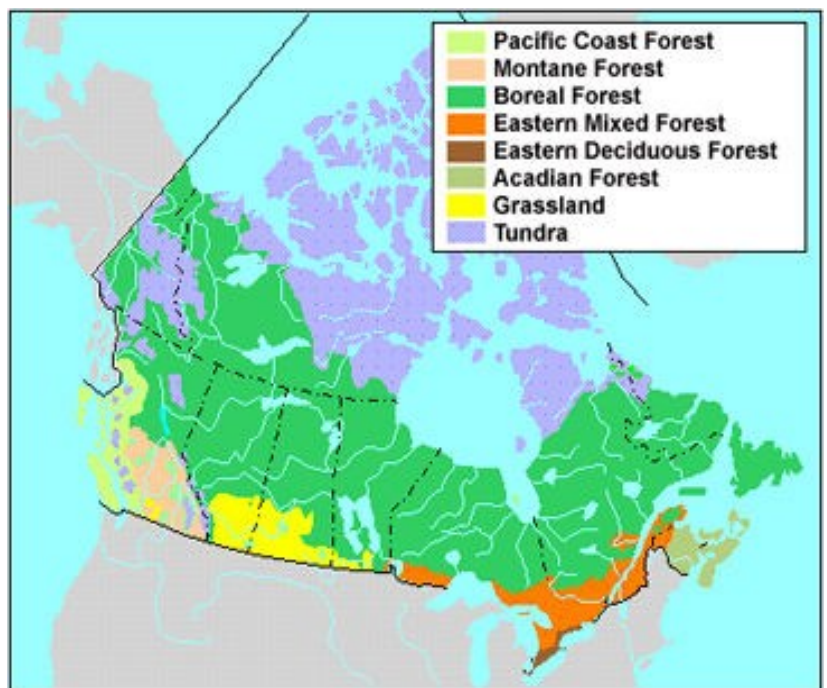 Pacific Coast Forest
Montane Forest
Boreal Forest
Eastern Mixed Forest
Eastern Deciduous Forest
Acadian Forest
Grassland
Tundra